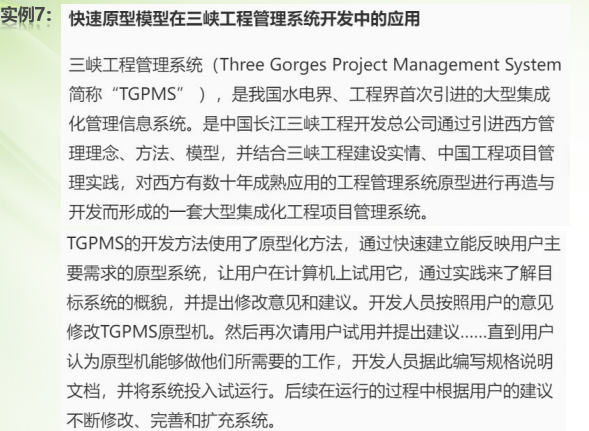 实例7: 快速原型模型在三峡工程管理系统开发中的应用
三峡工程管理系统（Three Gorges Project Management System
简称“TGPMS” ），是我国水电界、工程界首次引进的大型集成
化管理信息系统。是中国长江三峡工程开发总公司通过引进西方管
理理念、方法、模型，并结合三峡工程建设实情、中国工程项目管
理实践，对西方有数十年成熟应用的工程管理系统原型进行再造与
开发而形成的一套大型集成化工程项目管理系统。
TGPMS的开发方法使用了原型化方法，通过快速建立能反映用户主
要需求的原型系统，让用户在计算机上试用它，通过实践来了解目
标系统的概貌，并提出修改意见和建议。开发人员按照用户的意见
修改TGPMS原型机。然后再次请用户试用并提出建议......直到用户
认为原型机能够做他们所需要的工作，开发人员据此编写规格说明
文档，并将系统投入试运行。后续在运行的过程中根据用户的建议
不断修改、完善和扩充系统。